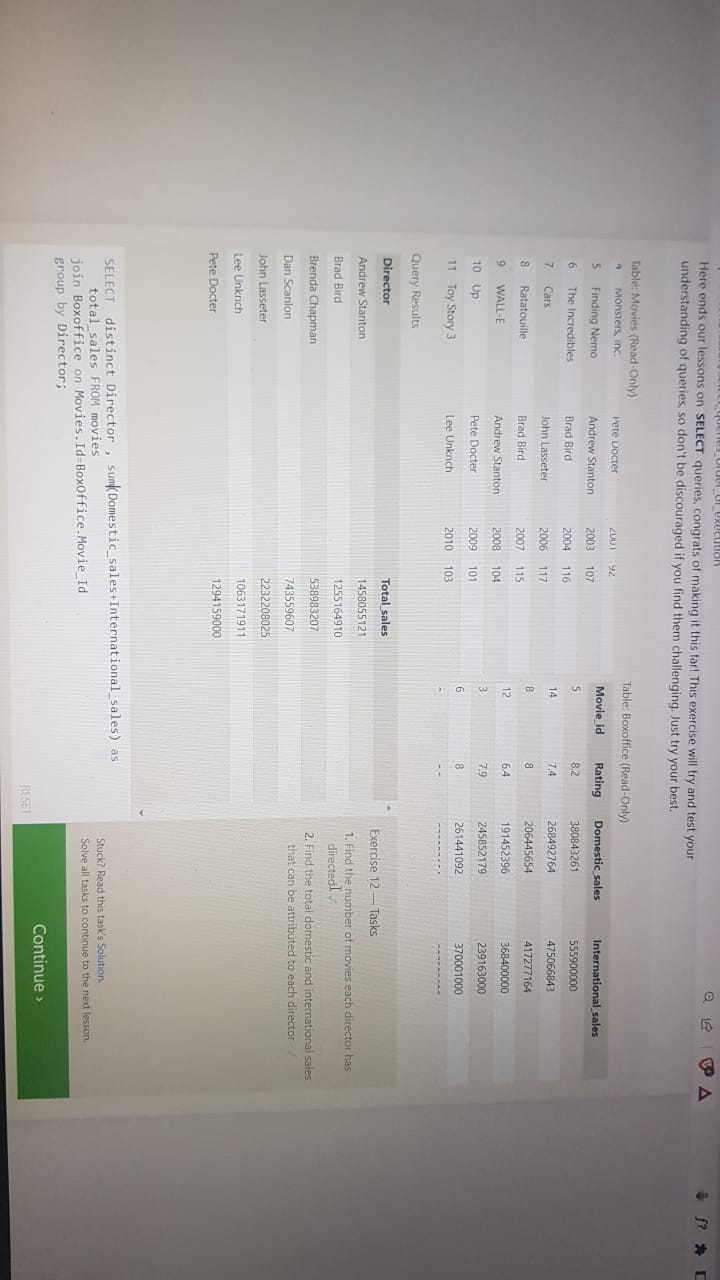 Here ends our lessons on SELECT queries, congrats of making it this far! This exercise will try and test your
understanding of queries, so don't be discouraged if you find them challenging. Just try your best.
Table: Movies (Read-Only)
4 Monsters, Inc. Pete Docter 2001 92
5 Finding Nemo Andrew Stanton 2003 107
6 The Incredibles Brad Bird 2004 116
7 Cars John Lasseter 2006 117
8 Ratatouille Brad Bird 2007 115
9 WALL-E Andrew Stanton 2008 104
10 Up Pete Docter 2009 101
11 Toy Story 3 Lee Unkrich 2010 103
Table: Boxoffice (Read-Only)
Movie_id Rating Domestic_sales International_sales
5 8.2 380843261 555900000
14 7.4 268492764 475066843
8 8 206445654 417277164
12 6.4 191452396 368400000
3 7.9 245852179 239163000
6 8 261441092 370001000
Query Results
Director Total_sales
Andrew Stanton 1458055121
Brad Bird 1255164910
Brenda Chapman 538983207
Dan Scanlon 743559607
John Lasseter 2232208025
Lee Unkrich 1063171911
Pete Docter 1294159000
Exercise 12 — Tasks
1. Find the number of movies each director has
directed ✓
2. Find the total domestic and international sales
that can be attributed to each director ✓
SELECT distinct Director , sum(Domestic_sales+International_sales) as
total_sales FROM movies
join Boxoffice on Movies.Id=BoxOffice.Movie_Id
group by Director;
RESET
Stuck? Read this task's Solution.
Solve all tasks to continue to the next lesson.
Continue ›